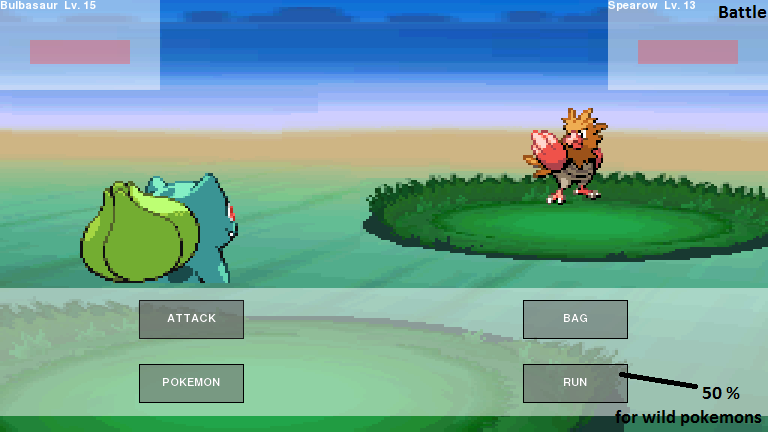 Bulbasaur Lv. 15
Spearow Lv. 13
Battle
ATTACK
BAG
POKEMON
RUN
50 %
for wild pokemons